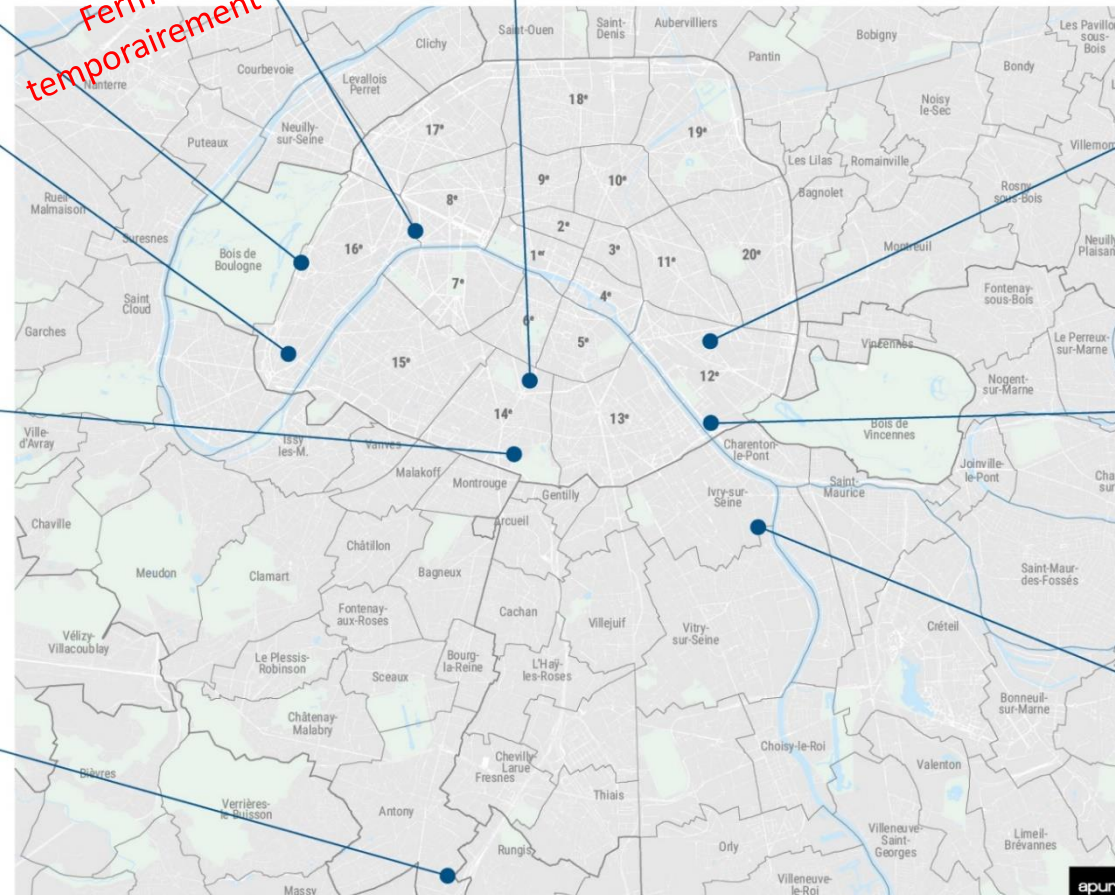 Ferm
temporairement
Saint-Ouen
Saint-
Denis
Aubervilliers
Clichy
Pantin
Bobigny
Les Pavillo
sous-
Bois
Bondy
Nanterre
Courbevoie
Levallois
Perret
18ᵉ
17ᵉ
19ᵉ
Noisy
le-Sec
Puteaux
Neuilly-
sur-Seine
Les Lilas
Romainville
Villemom
9ᵉ
10ᵉ
Bagnolet
Rosny
sous-Bois
Rueil
Malmaison
8ᵉ
Suresnes
2ᵉ
Bois de
Boulogne
16ᵉ
1ᵉʳ
3ᵉ
11ᵉ
20ᵉ
Montreuil
Neuilly
Plaisan
7ᵉ
4ᵉ
Saint
Cloud
Fontenay-
sous-Bois
Garches
6ᵉ
5ᵉ
Vincennes
Le Perreux-
sur-Marne
15ᵉ
12ᵉ
Nogent-
sur-Marne
14ᵉ
13ᵉ
Ville-
d'Avray
Issy
les-M.
Vanves
Charenton-
le-Pont
Bois de
Vincennes
Malakoff
Montrouge
Gentilly
Ivry-sur-
Seine
Saint-
Maurice
Joinville-
le-Pont
Cha
sur
Chaville
Arcueil
Châtillon
Meudon
Clamart
Bagneux
Saint-Maur-
des-Fossés
Fontenay-
aux-Roses
Cachan
Villejuif
Vitry-
sur-Seine
Créteil
Vélizy-
Villacoublay
Le Plessis-
Robinson
Sceaux
Bourg-
la-Reine
L'Haÿ-
les-Roses
Châtenay-
Malabry
Bonneuil-
sur-Marne
Choisy-le-Roi
Chevilly-
Larue
Fresnes
Bièvres
Valenton
Thiais
Verrières-
le-Buisson
Antony
Rungis
Orly
Villeneuve-
Saint-
Georges
Limeil-
Brévannes
Massy
Villeneuve-
le-Roi
apur